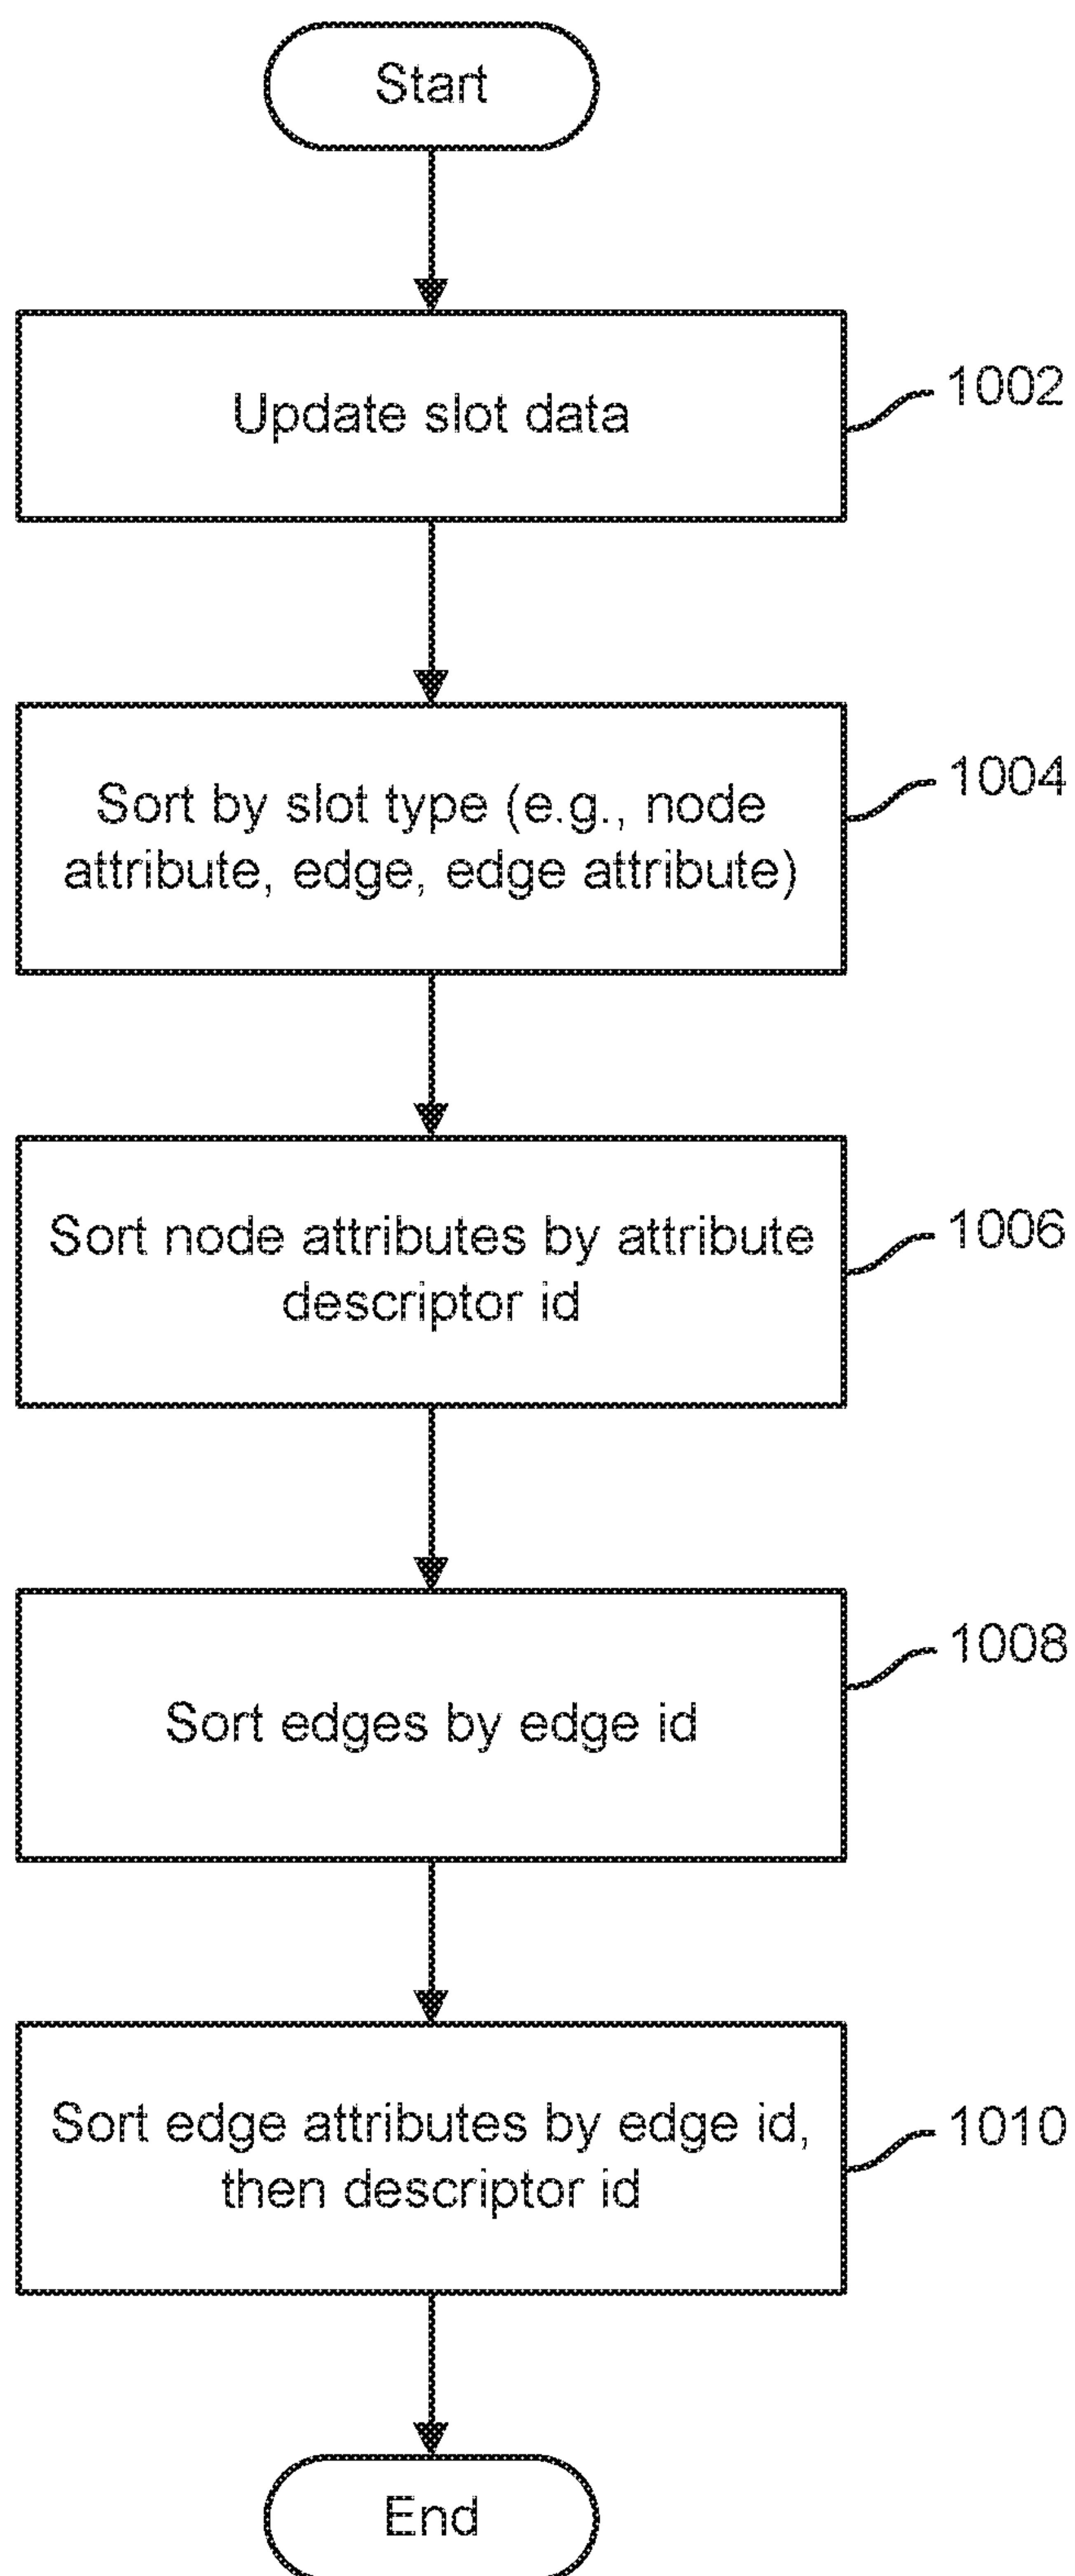 Start
Update slot data
1002
Sort by slot type (e.g., node
attribute, edge, edge attribute)
1004
Sort node attributes by attribute
descriptor id
1006
Sort edges by edge id
1008
Sort edge attributes by edge id,
then descriptor id
1010
End